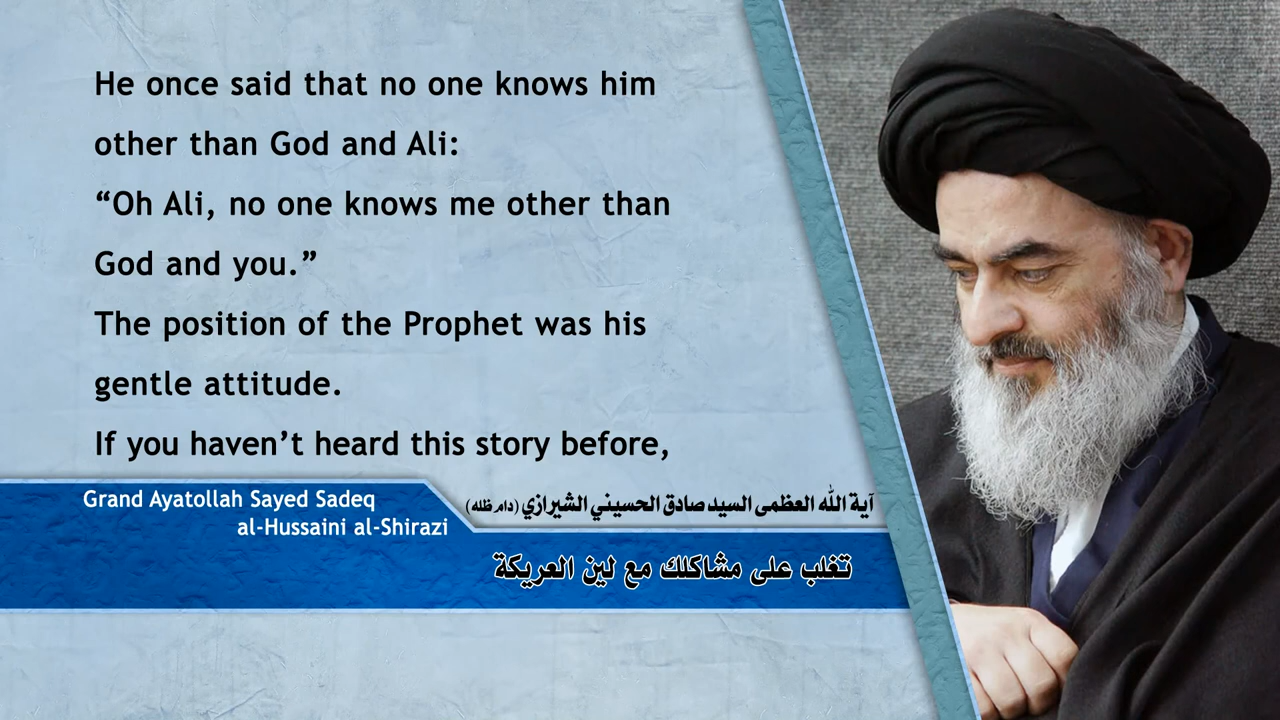 He once said that no one knows him
other than God and Ali:
“Oh Ali, no one knows me other than
God and you.”
The position of the Prophet was his
gentle attitude.
If you haven’t heard this story before,
Grand Ayatollah Sayed Sadeq
al-Hussaini al-Shirazi
آية الله العظمى السيد صادق الحسيني الشيرازي (دام ظله)
تغلب على مشاكلك مع لين العريكة